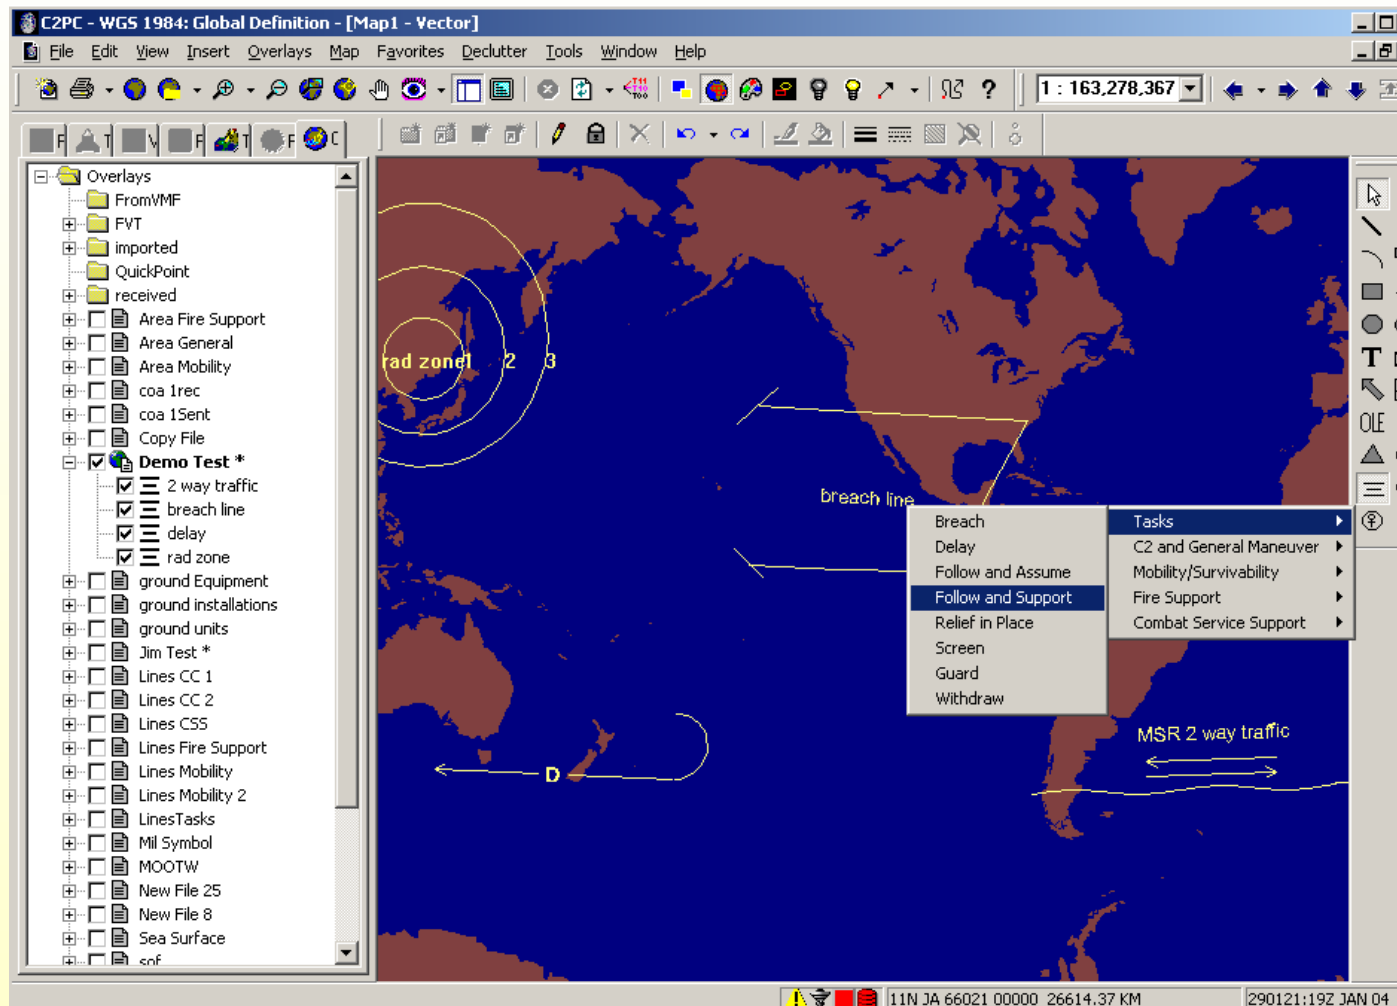 C2PC - WGS 1984: Global Definition - [Map1 - Vector]
File Edit View Insert Overlays Map Favorites Declutter Tools Window Help
1 : 163,278,367
F T V F T F C
Overlays
FromVMF
FVT
imported
QuickPoint
received
Area Fire Support
Area General
Area Mobility
coa 1rec
coa 1Sent
Copy File
Demo Test *
2 way traffic
breach line
delay
rad zone
ground Equipment
ground installations
ground units
Jim Test *
Lines CC 1
Lines CC 2
Lines CSS
Lines Fire Support
Lines Mobility
Lines Mobility 2
LinesTasks
Mil Symbol
MOOTW
New File 25
New File 8
Sea Surface
sof
rad zone1 2 3
breach line
Breach
Delay
Follow and Assume
Follow and Support
Relief in Place
Screen
Guard
Withdraw
Tasks
C2 and General Maneuver
Mobility/Survivability
Fire Support
Combat Service Support
MSR 2 way traffic
D
T
OLE
11N JA 66021 00000 26614.37 KM
290121:19Z JAN 04